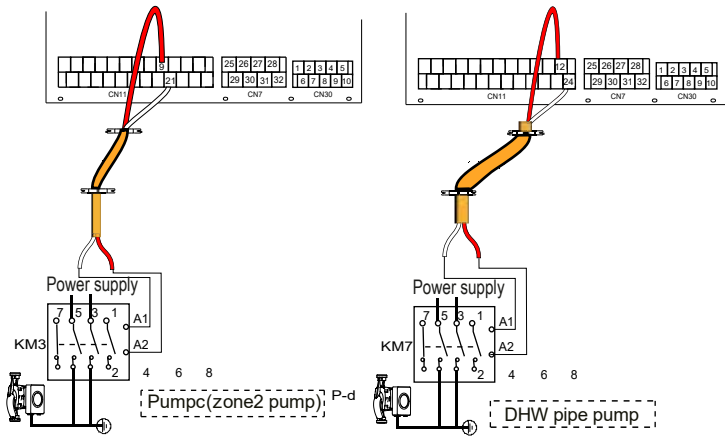 9
21
CN11
25 26 27 28
29 30 31 32
CN7
1 2 3 4 5
6 7 8 9 10
CN30
Power supply
7 5 3 1
A1
A2
KM3
2 4 6 8
Pumpc(zone2 pump)
P-d
12
24
CN11
25 26 27 28
29 30 31 32
CN7
1 2 3 4 5
6 7 8 9 10
CN30
Power supply
7 5 3 1
A1
A2
KM7
2 4 6 8
DHW pipe pump